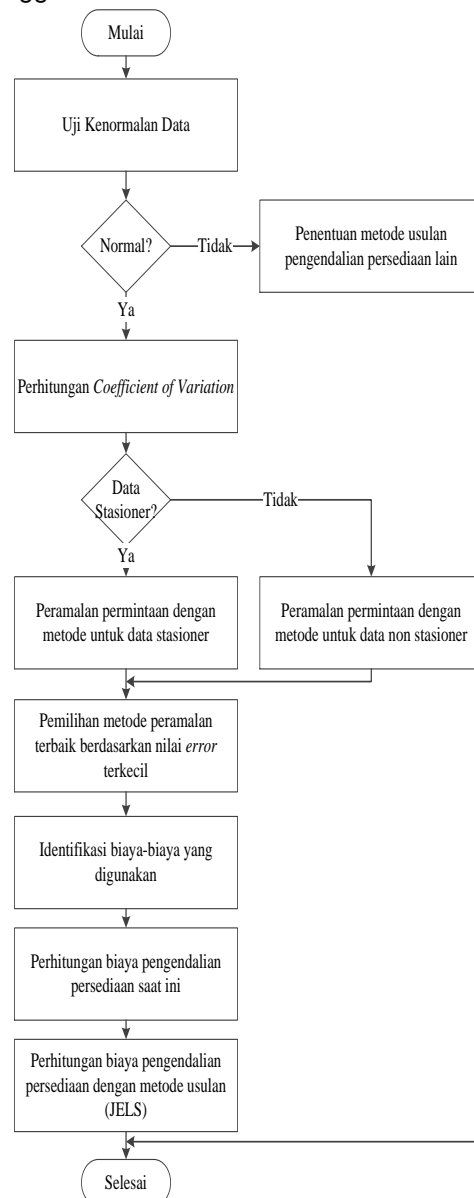 Mulai
Uji Kenormalan Data
Normal?
Tidak
Penentuan metode usulan
pengendalian persediaan lain
Ya
Perhitungan Coefficient of Variation
Data
Stasioner?
Tidak
Ya
Peramalan permintaan dengan
metode untuk data stasioner
Peramalan permintaan dengan
metode untuk data non stasioner
Pemilihan metode peramalan
terbaik berdasarkan nilai error
terkecil
Identifikasi biaya-biaya yang
digunakan
Perhitungan biaya pengendalian
persediaan saat ini
Perhitungan biaya pengendalian
persediaan dengan metode usulan
(JELS)
Selesai